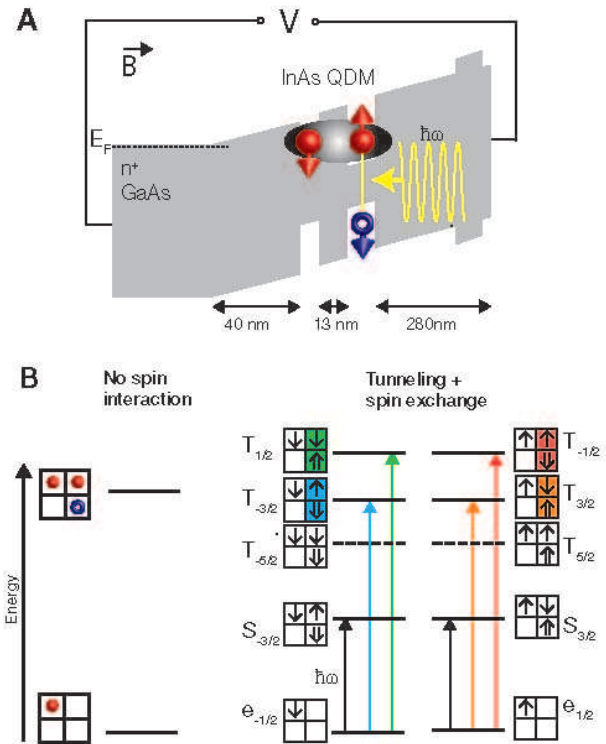 A
V
B
InAs QDM
E_F
ħω
n⁺
GaAs
40 nm
13 nm
280nm
B
No spin
interaction
Tunneling +
spin exchange
T_1/2
↓ ↓ ⇑
↑ ↑ ⇓
T_-1/2
T_-3/2
↓ ↑ ⇓
↑ ↓ ⇑
T_3/2
T_-5/2
↓ ↓ ⇓
↑ ↑ ⇑
T_5/2
Energy
S_-3/2
↓ ↑ ⇓
↑ ↓ ⇑
S_3/2
ħω
e_-1/2
↓
↑
e_1/2